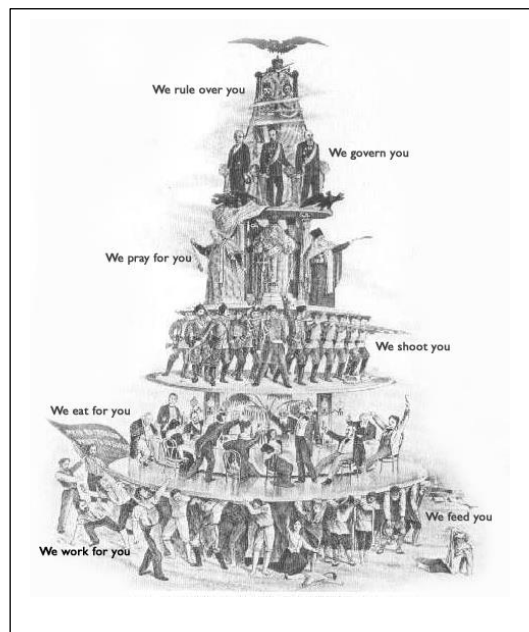 We rule over you
We govern you
We pray for you
We shoot you
We eat for you
We feed you
We work for you